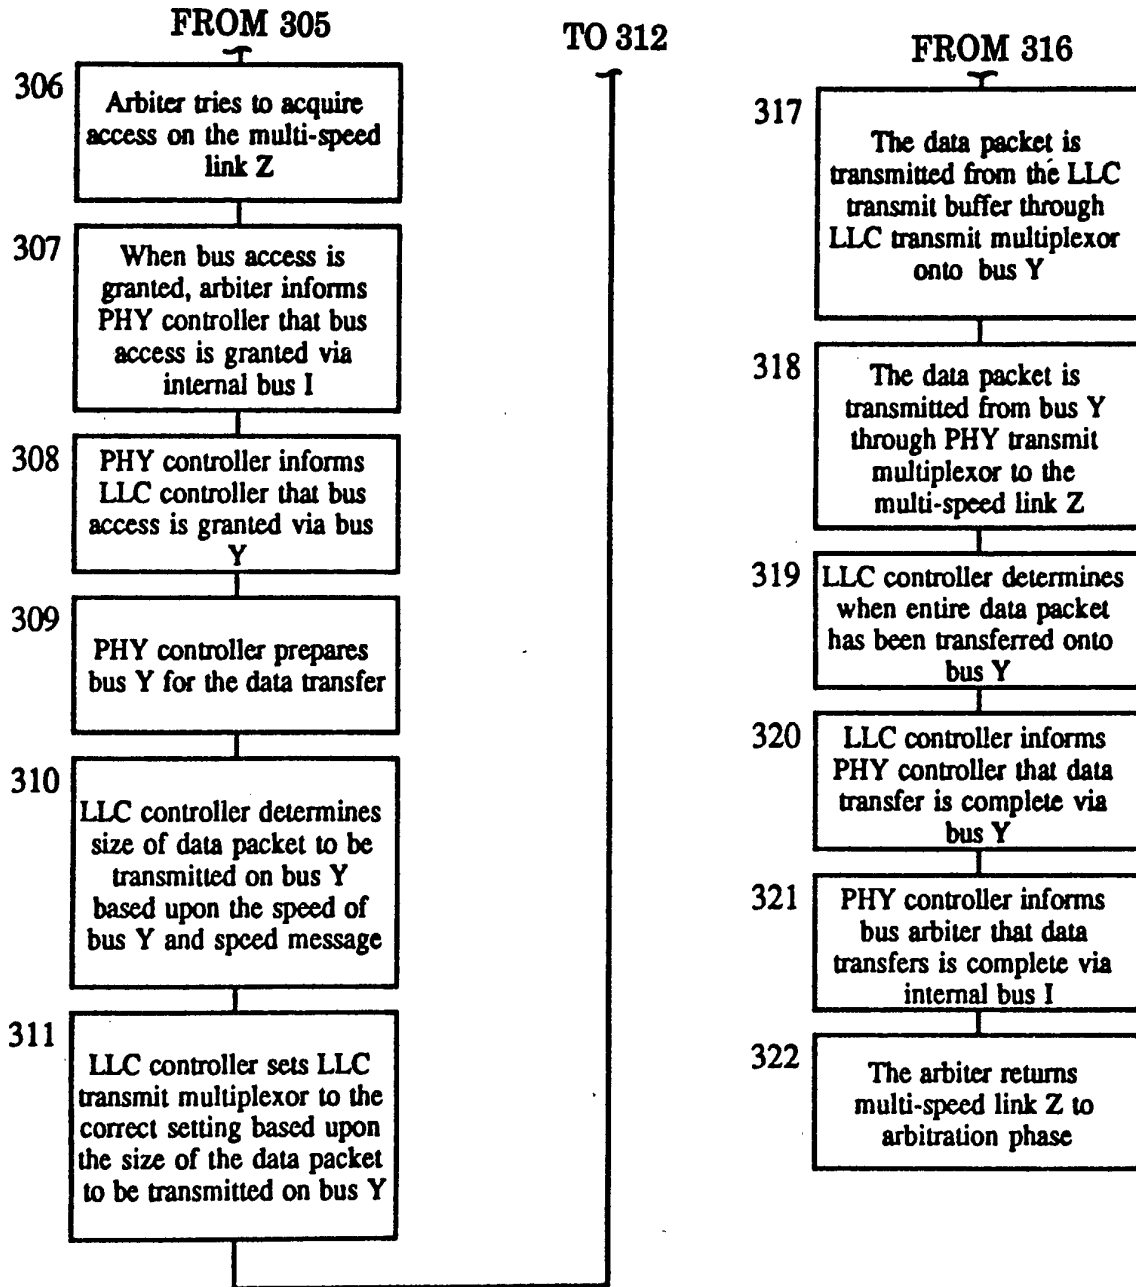 FROM 305
306
Arbiter tries to acquire
access on the multi-speed
link Z
307
When bus access is
granted, arbiter informs
PHY controller that bus
access is granted via
internal bus I
308
PHY controller informs
LLC controller that bus
access is granted via bus
Y
309
PHY controller prepares
bus Y for the data transfer
310
LLC controller determines
size of data packet to be
transmitted on bus Y
based upon the speed of
bus Y and speed message
311
LLC controller sets LLC
transmit multiplexor to the
correct setting based upon
the size of the data packet
to be transmitted on bus Y
TO 312
FROM 316
317
The data packet is
transmitted from the LLC
transmit buffer through
LLC transmit multiplexor
onto bus Y
318
The data packet is
transmitted from bus Y
through PHY transmit
multiplexor to the
multi-speed link Z
319
LLC controller determines
when entire data packet
has been transferred onto
bus Y
320
LLC controller informs
PHY controller that data
transfer is complete via
bus Y
321
PHY controller informs
bus arbiter that data
transfers is complete via
internal bus I
322
The arbiter returns
multi-speed link Z to
arbitration phase